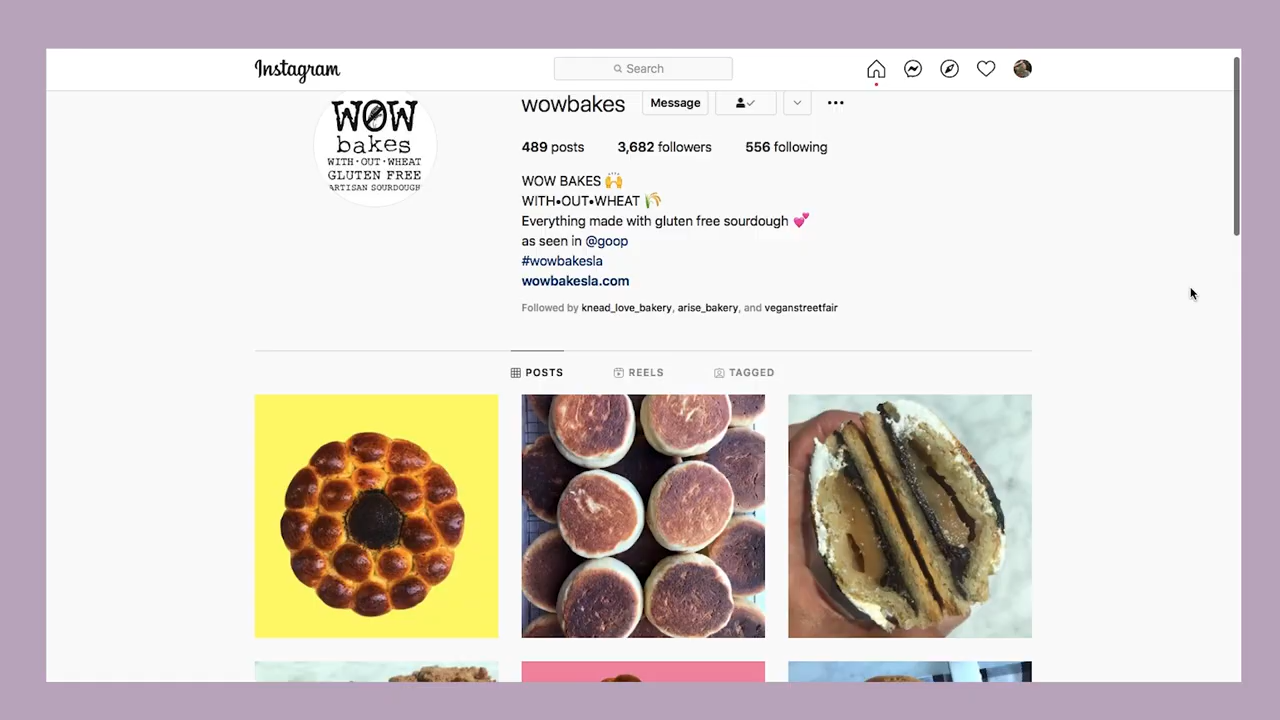 Instagram
Search
WOW
bakes
WITH•OUT•WHEAT
GLUTEN FREE
ARTISAN SOURDOUGH
wowbakes
Message
489 posts 3,682 followers 556 following
WOW BAKES 🙌
WITH•OUT•WHEAT 🌾
Everything made with gluten free sourdough 💕
as seen in @goop
#wowbakesla
wowbakesla.com
Followed by knead_love_bakery, arise_bakery, and veganstreetfair
POSTS REELS TAGGED